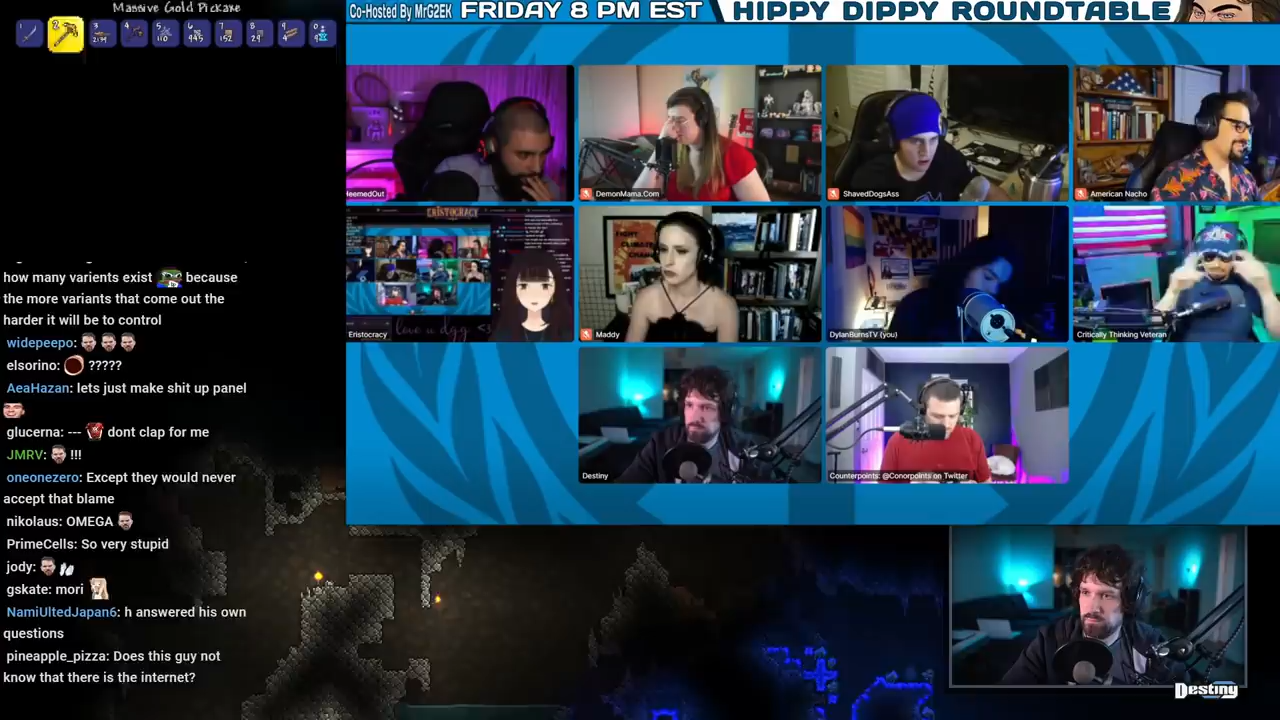 Massive Gold Pickaxe
Co-Hosted By MrG2EK
FRIDAY 8 PM EST
HIPPY DIPPY ROUNDTABLE
how many varients exist because
the more variants that come out the
harder it will be to control
widepeepo:
elsorino: ?????
AeaHazan: lets just make shit up panel
glucerna: --- dont clap for me
JMRV: !!!
oneonezero: Except they would never
accept that blame
nikolaus: OMEGA
PrimeCells: So very stupid
jody:
gskate: mori
NamiUltedJapan6: h answered his own
questions
pineapple_pizza: Does this guy not
know that there is the internet?
HeemedOut
DemonMama.Com
ShavedDogsAss
American Nacho
ERISTOCRACY
love u dgg <3
Eristocracy
Maddy
DylanBurnsTV (you)
Critically Thinking Veteran
Destiny
Counterpoints: @Conorpoints on Twitter
Destiny